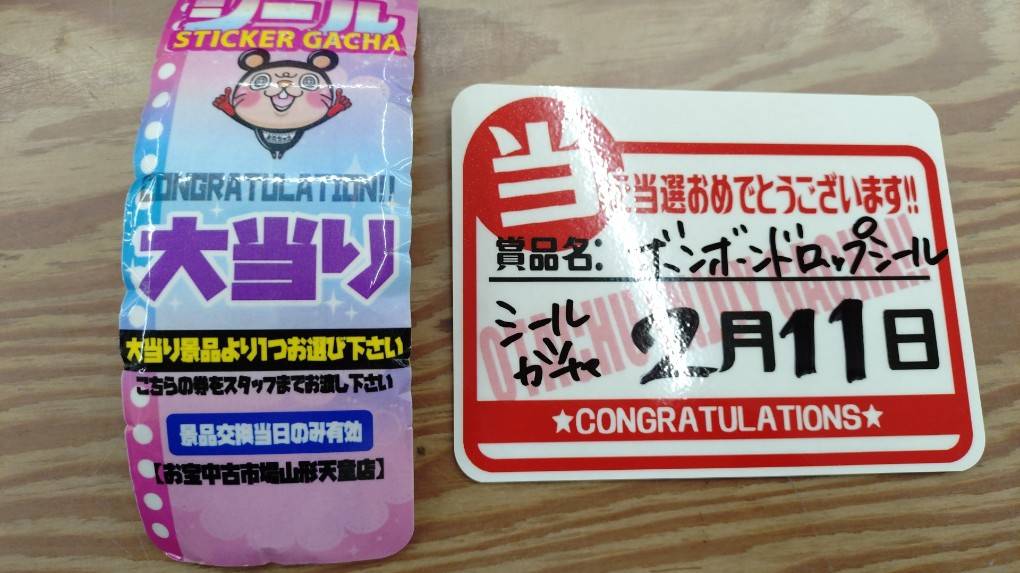 シール
STICKER GACHA
CONGRATULATION!!
大当り
大当り景品より1つお選び下さい
こちらの券をスタッフまでお渡し下さい
景品交換当日のみ有効
【お宝中古市場山形天童店】
当
当選おめでとうございます!!
賞品名: ボンボンドロップシール
シール
ガチャ
2月11日
★CONGRATULATIONS★